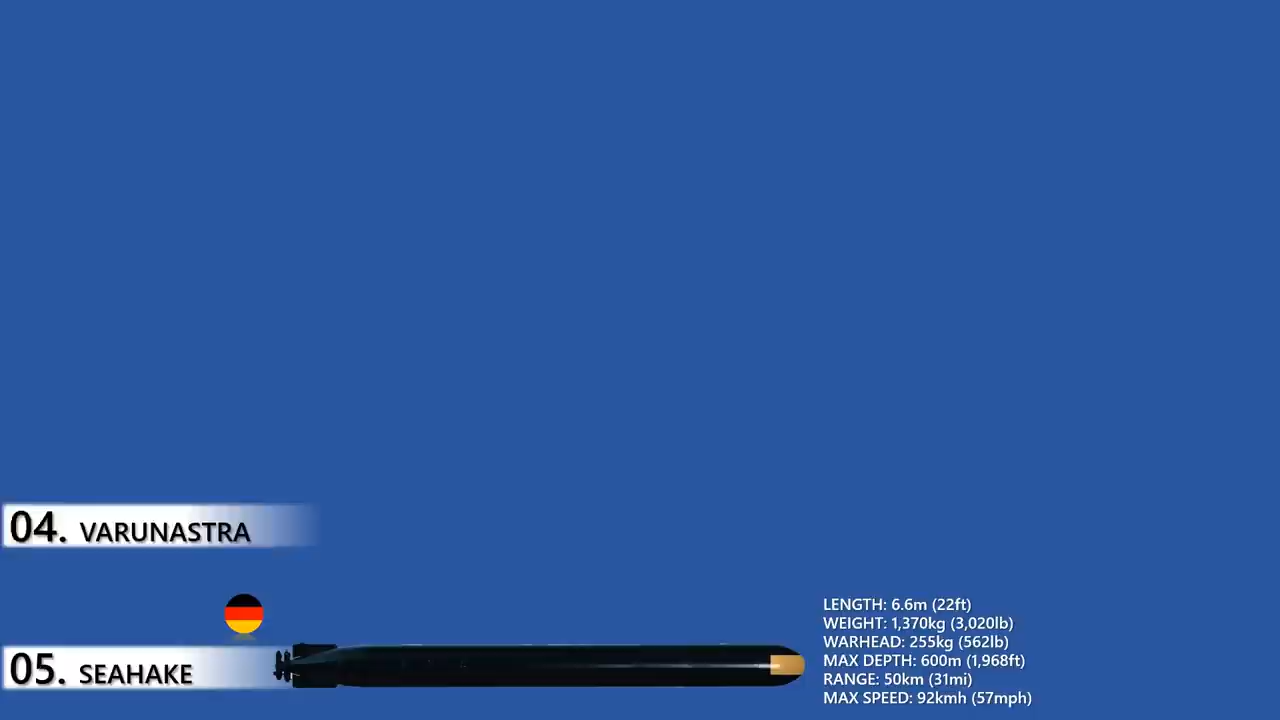 04. VARUNASTRA
05. SEAHAKE
LENGTH: 6.6m (22ft)
WEIGHT: 1,370kg (3,020lb)
WARHEAD: 255kg (562lb)
MAX DEPTH: 600m (1,968ft)
RANGE: 50km (31mi)
MAX SPEED: 92kmh (57mph)